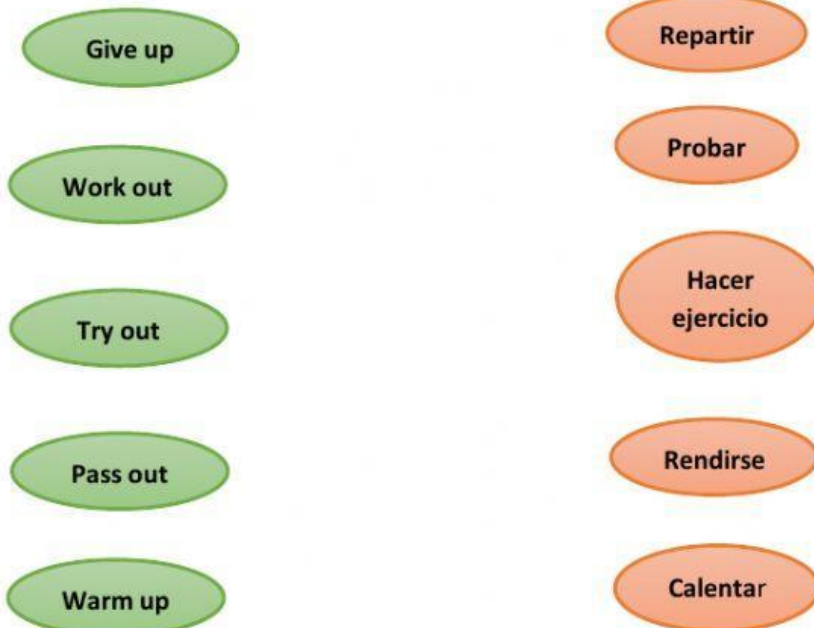 Give up
Repartir
Work out
Probar
Try out
Hacer
ejercicio
Pass out
Rendirse
Warm up
Calentar